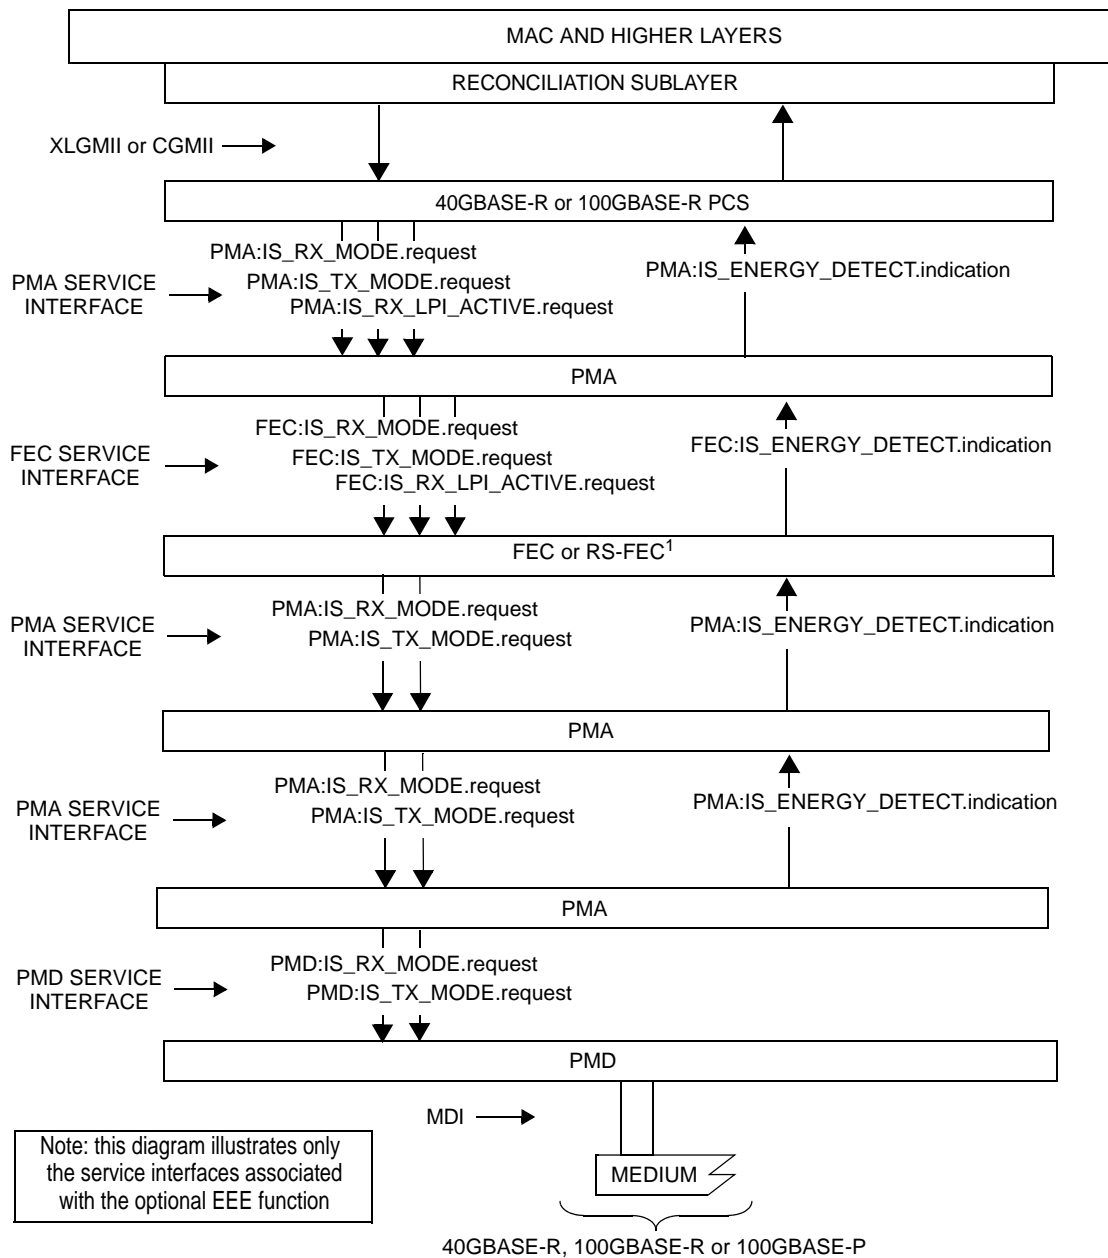 MAC AND HIGHER LAYERS
RECONCILIATION SUBLAYER
XLGMII or CGMII
40GBASE-R or 100GBASE-R PCS
PMA:IS_RX_MODE.request
PMA:IS_TX_MODE.request
PMA:IS_RX_LPI_ACTIVE.request
PMA:IS_ENERGY_DETECT.indication
PMA SERVICE
INTERFACE
PMA
FEC:IS_RX_MODE.request
FEC:IS_TX_MODE.request
FEC:IS_RX_LPI_ACTIVE.request
FEC:IS_ENERGY_DETECT.indication
FEC SERVICE
INTERFACE
FEC or RS-FEC¹
PMA:IS_RX_MODE.request
PMA:IS_TX_MODE.request
PMA:IS_ENERGY_DETECT.indication
PMA SERVICE
INTERFACE
PMA
PMA:IS_RX_MODE.request
PMA:IS_TX_MODE.request
PMA:IS_ENERGY_DETECT.indication
PMA SERVICE
INTERFACE
PMA
PMD:IS_RX_MODE.request
PMD:IS_TX_MODE.request
PMD SERVICE
INTERFACE
PMD
MDI
Note: this diagram illustrates only
the service interfaces associated
with the optional EEE function
MEDIUM
40GBASE-R, 100GBASE-R or 100GBASE-P